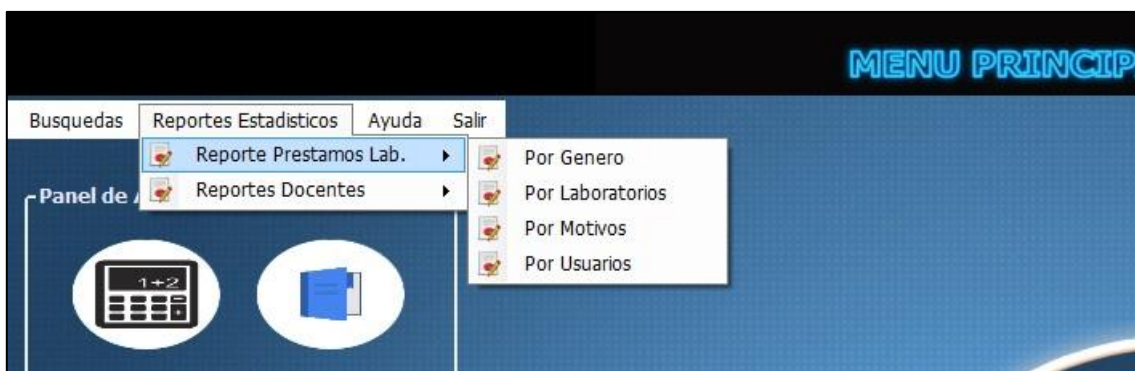 MENU PRINCIP
Busquedas Reportes Estadisticos Ayuda Salir
Reporte Prestamos Lab.
Reportes Docentes
Por Genero
Por Laboratorios
Por Motivos
Por Usuarios
Panel de
1+2